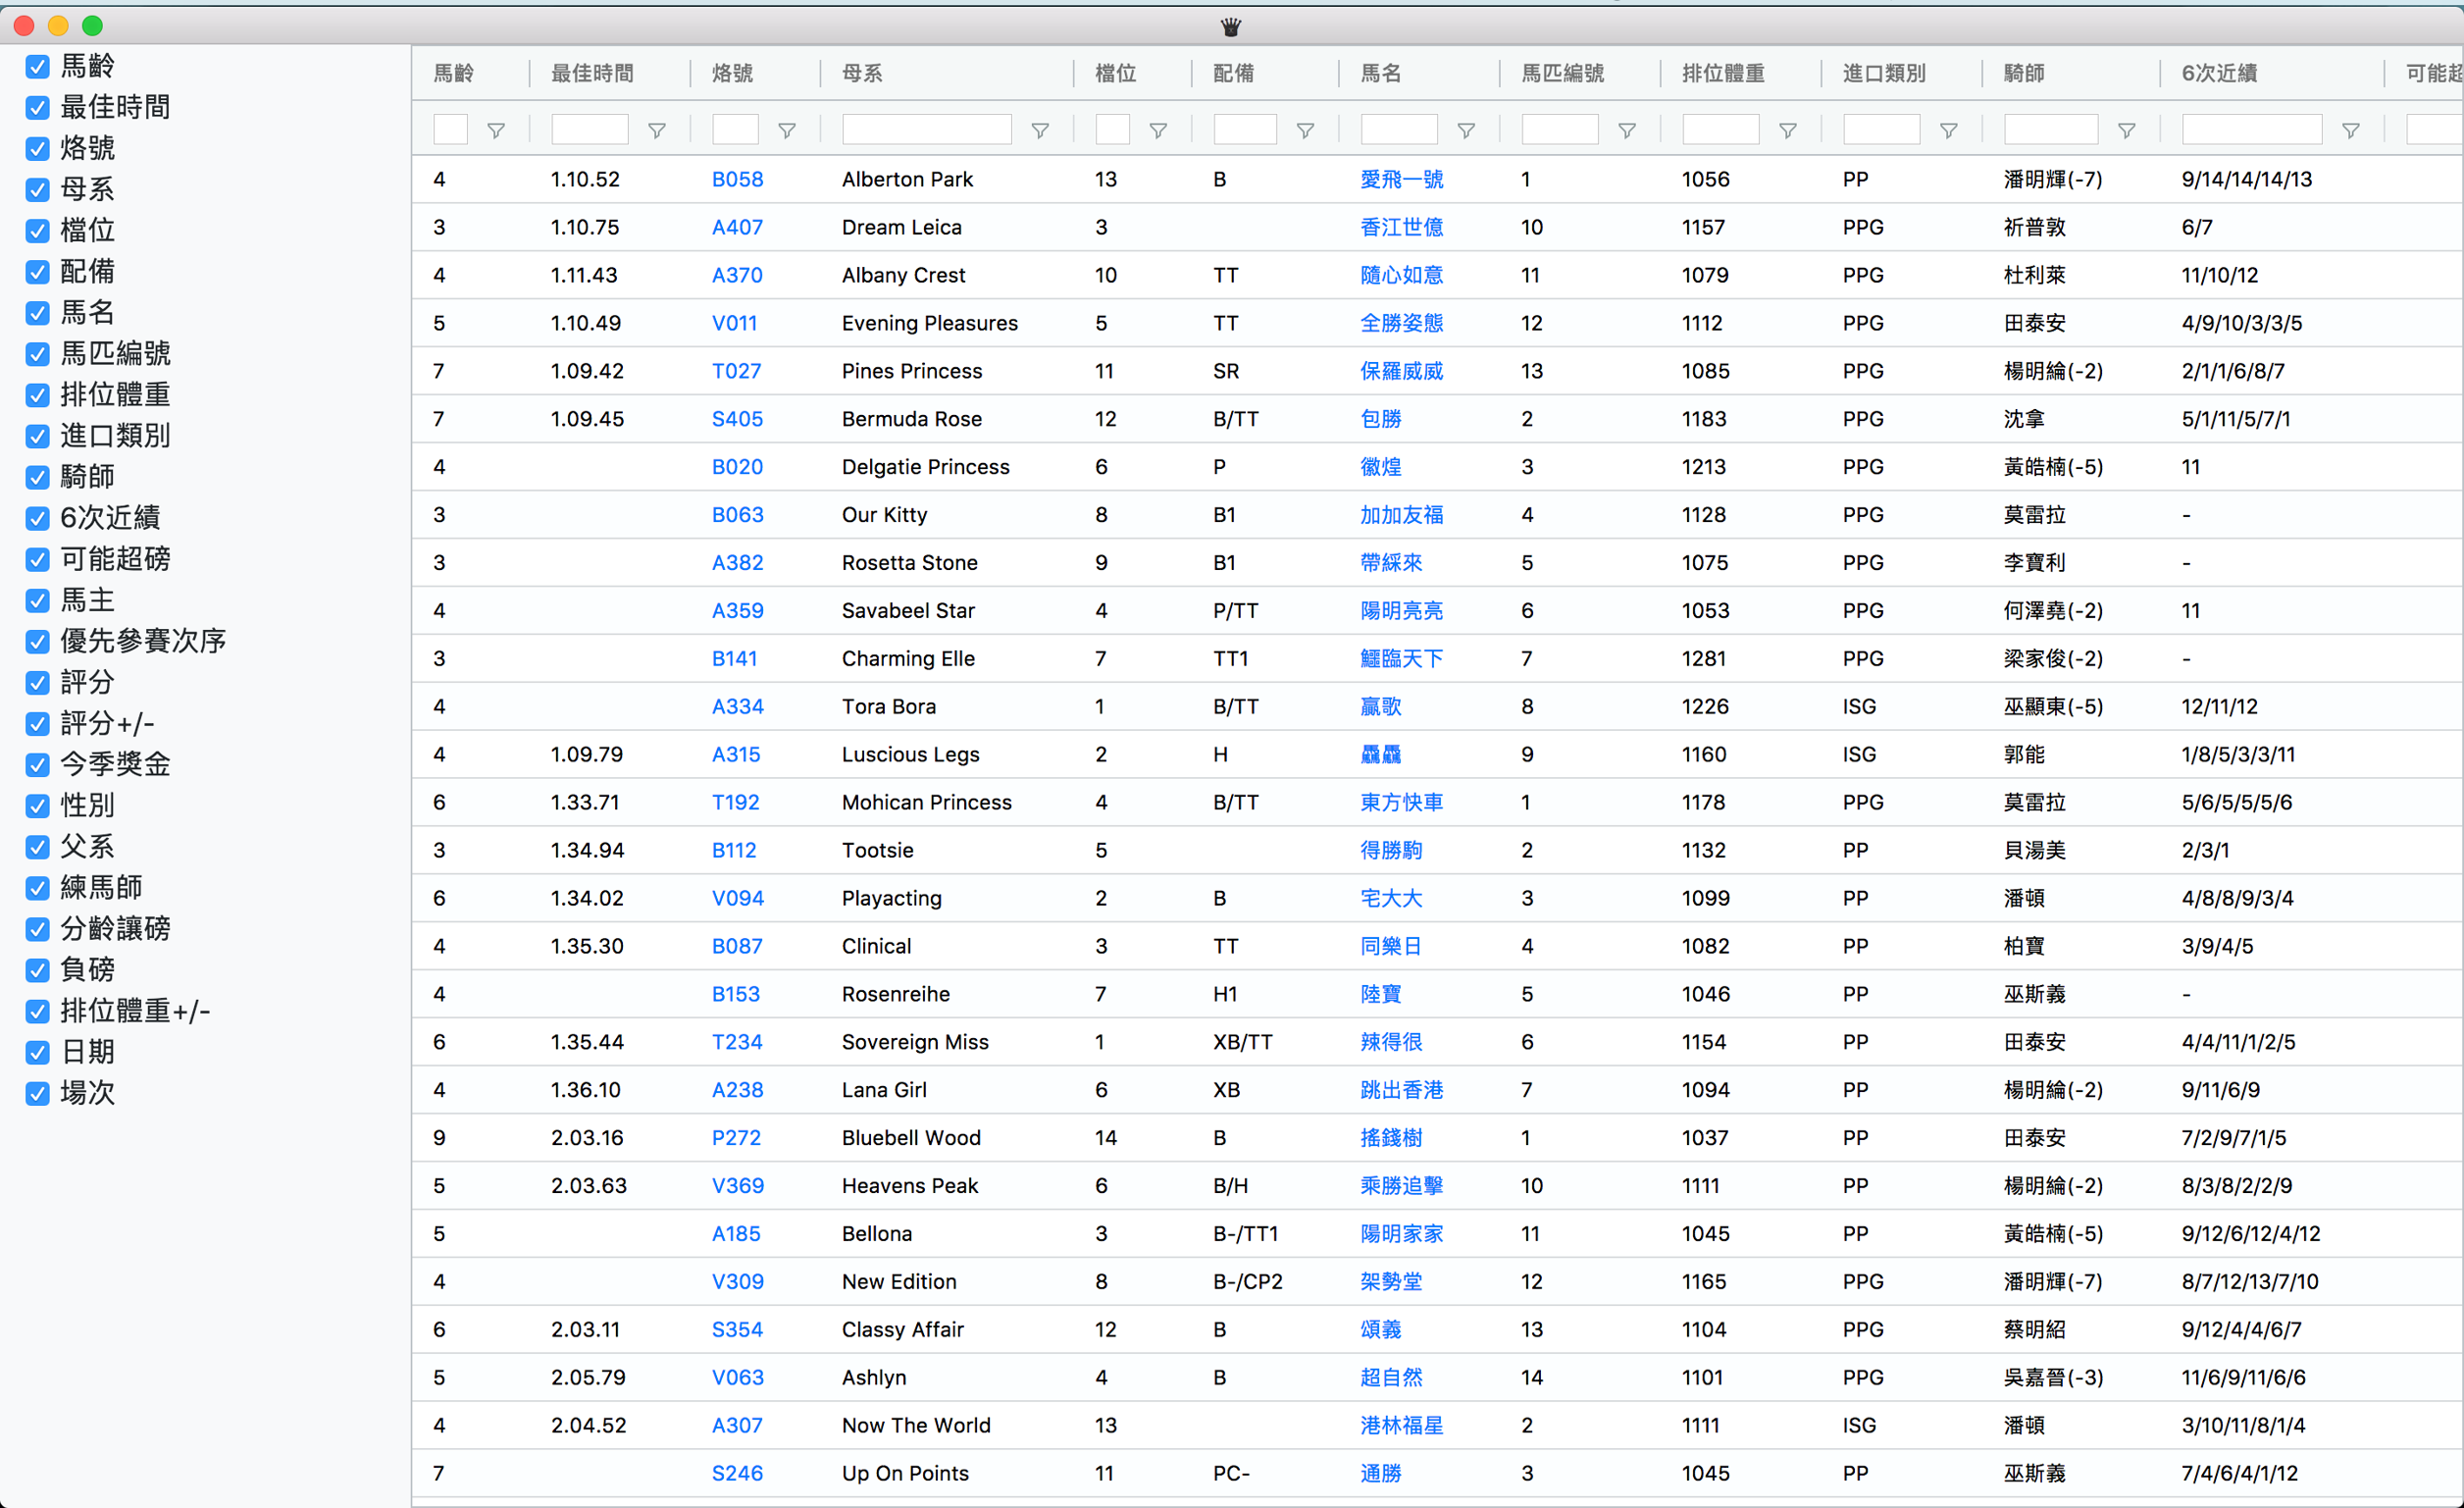 馬齡
最佳時間
烙號
母系
檔位
配備
馬名
馬匹編號
排位體重
進口類別
騎師
6次近績
可能超磅
馬主
優先參賽次序
評分
評分+/-
今季獎金
性別
父系
練馬師
分齡讓磅
負磅
排位體重+/-
日期
場次
馬齡 最佳時間 烙號 母系 檔位 配備 馬名 馬匹編號 排位體重 進口類別 騎師 6次近績 可能超
4 1.10.52 B058 Alberton Park 13 B 愛飛一號 1 1056 PP 潘明輝(-7) 9/14/14/14/13
3 1.10.75 A407 Dream Leica 3 香江世億 10 1157 PPG 祈普敦 6/7
4 1.11.43 A370 Albany Crest 10 TT 隨心如意 11 1079 PPG 杜利萊 11/10/12
5 1.10.49 V011 Evening Pleasures 5 TT 全勝姿態 12 1112 PPG 田泰安 4/9/10/3/3/5
7 1.09.42 T027 Pines Princess 11 SR 保羅威威 13 1085 PPG 楊明綸(-2) 2/1/1/6/8/7
7 1.09.45 S405 Bermuda Rose 12 B/TT 包勝 2 1183 PPG 沈拿 5/1/11/5/7/1
4 B020 Delgatie Princess 6 P 徽煌 3 1213 PPG 黃皓楠(-5) 11
3 B063 Our Kitty 8 B1 加加友福 4 1128 PPG 莫雷拉 -
3 A382 Rosetta Stone 9 B1 帶綵來 5 1075 PPG 李寶利 -
4 A359 Savabeel Star 4 P/TT 陽明亮亮 6 1053 PPG 何澤堯(-2) 11
3 B141 Charming Elle 7 TT1 鱷臨天下 7 1281 PPG 梁家俊(-2) -
4 A334 Tora Bora 1 B/TT 贏歌 8 1226 ISG 巫顯東(-5) 12/11/12
4 1.09.79 A315 Luscious Legs 2 H 驫驫 9 1160 ISG 郭能 1/8/5/3/3/11
6 1.33.71 T192 Mohican Princess 4 B/TT 東方快車 1 1178 PPG 莫雷拉 5/6/5/5/5/6
3 1.34.94 B112 Tootsie 5 得勝駒 2 1132 PP 貝湯美 2/3/1
6 1.34.02 V094 Playacting 2 B 宅大大 3 1099 PP 潘頓 4/8/8/9/3/4
4 1.35.30 B087 Clinical 3 TT 同樂日 4 1082 PP 柏寶 3/9/4/5
4 B153 Rosenreihe 7 H1 陸寶 5 1046 PP 巫斯義 -
6 1.35.44 T234 Sovereign Miss 1 XB/TT 辣得很 6 1154 PP 田泰安 4/4/11/1/2/5
4 1.36.10 A238 Lana Girl 6 XB 跳出香港 7 1094 PP 楊明綸(-2) 9/11/6/9
9 2.03.16 P272 Bluebell Wood 14 B 搖錢樹 1 1037 PP 田泰安 7/2/9/7/1/5
5 2.03.63 V369 Heavens Peak 6 B/H 乘勝追擊 10 1111 PP 楊明綸(-2) 8/3/8/2/2/9
5 A185 Bellona 3 B-/TT1 陽明家家 11 1045 PP 黃皓楠(-5) 9/12/6/12/4/12
4 V309 New Edition 8 B-/CP2 架勢堂 12 1165 PPG 潘明輝(-7) 8/7/12/13/7/10
6 2.03.11 S354 Classy Affair 12 B 頌義 13 1104 PPG 蔡明紹 9/12/4/4/6/7
5 2.05.79 V063 Ashlyn 4 B 超自然 14 1101 PPG 吳嘉晉(-3) 11/6/9/11/6/6
4 2.04.52 A307 Now The World 13 港林福星 2 1111 ISG 潘頓 3/10/11/8/1/4
7 S246 Up On Points 11 PC- 通勝 3 1045 PP 巫斯義 7/4/6/4/1/12